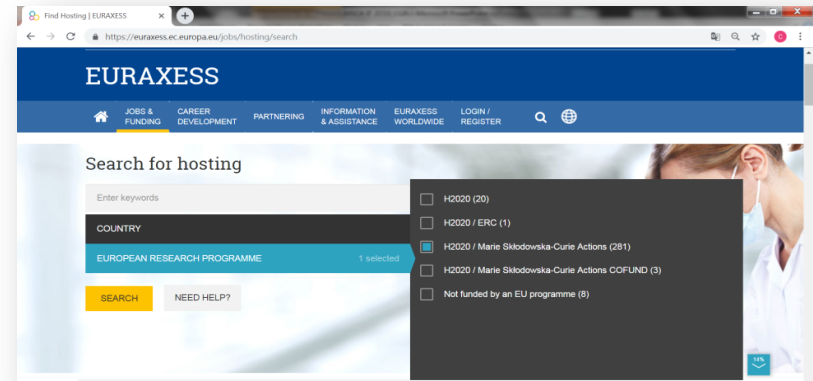 Find Hosting | EURAXESS
https://euraxess.ec.europa.eu/jobs/hosting/search
C
EURAXESS
JOBS & FUNDING
CAREER DEVELOPMENT
PARTNERING
INFORMATION & ASSISTANCE
EURAXESS WORLDWIDE
LOGIN / REGISTER
Search for hosting
Enter keywords
COUNTRY
EUROPEAN RESEARCH PROGRAMME 1 selected
SEARCH
NEED HELP?
H2020 (20)
H2020 / ERC (1)
H2020 / Marie Skłodowska-Curie Actions (281)
H2020 / Marie Skłodowska-Curie Actions COFUND (3)
Not funded by an EU programme (8)
14%